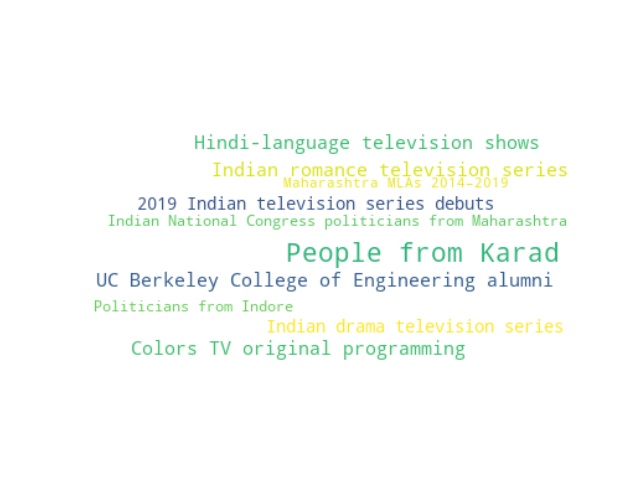 Hindi-language television shows
Indian romance television series
Maharashtra MLAs 2014–2019
2019 Indian television series debuts
Indian National Congress politicians from Maharashtra
People from Karad
UC Berkeley College of Engineering alumni
Politicians from Indore
Indian drama television series
Colors TV original programming